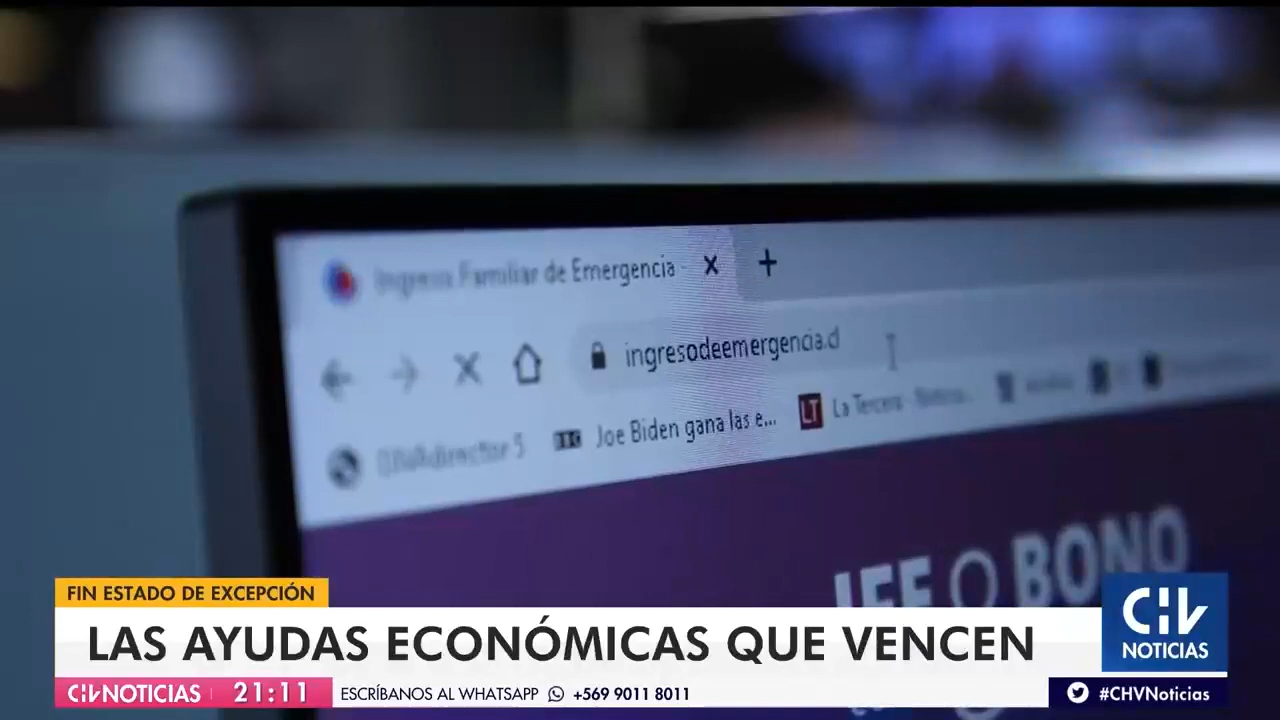 Ingreso Familiar de Emergencia
ingresodeemergencia.cl
Joe Biden gana las e...
LT La Tercera
IFE O BONO
FIN ESTADO DE EXCEPCIÓN
LAS AYUDAS ECONÓMICAS QUE VENCEN
CHV
NOTICIAS
CHVNOTICIAS 21:11 ESCRÍBANOS AL WHATSAPP +569 9011 8011
#CHVNoticias